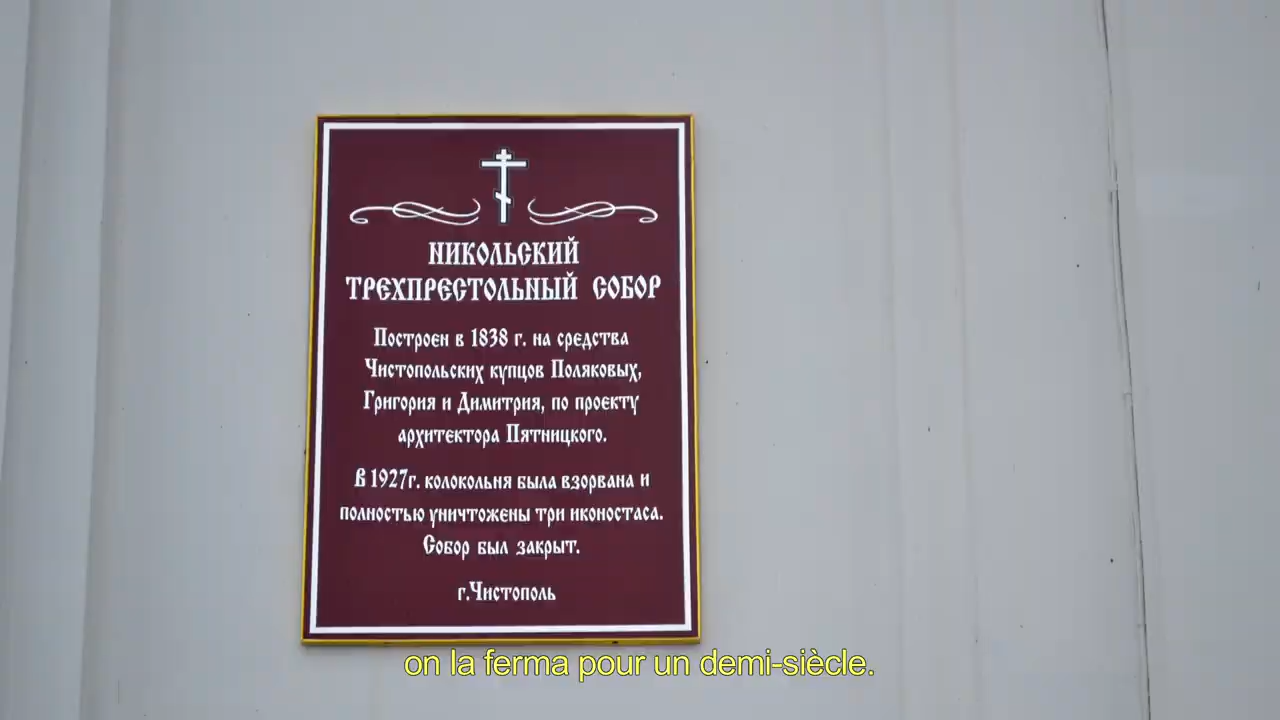 НИКОЛЬСКИЙ
ТРЕХПРЕСТОЛЬНЫЙ СОБОР
Построен в 1838 г. на средства
Чистопольских купцов Поляковых,
Григория и Димитрия, по проекту
архитектора Пятницкого.
В 1927г. колокольня была взорвана и
полностью уничтожены три иконостаса.
Собор был закрыт.
г.Чистополь
on la ferma pour un demi-siècle.